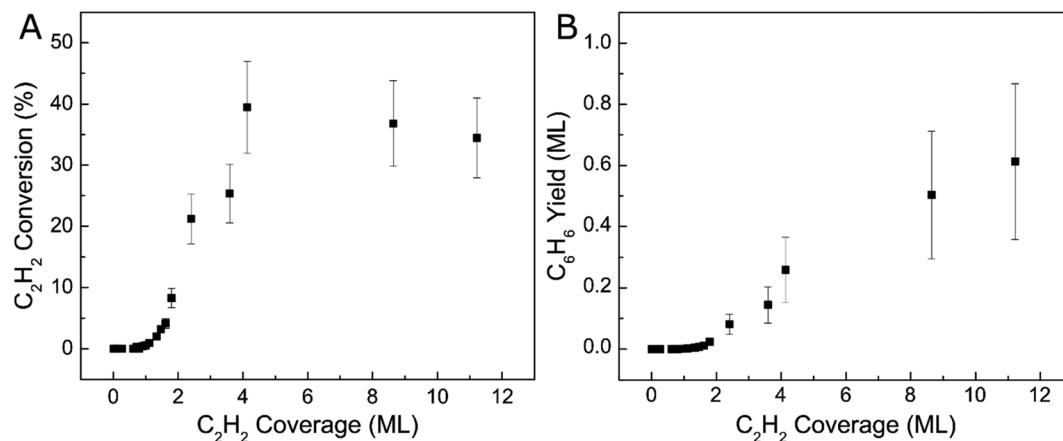 A
C₂H₂ Conversion (%)
50
40
30
20
10
0
0 2 4 6 8 10 12
C₂H₂ Coverage (ML)
B
C₆H₆ Yield (ML)
1.0
0.8
0.6
0.4
0.2
0.0
0 2 4 6 8 10 12
C₂H₂ Coverage (ML)